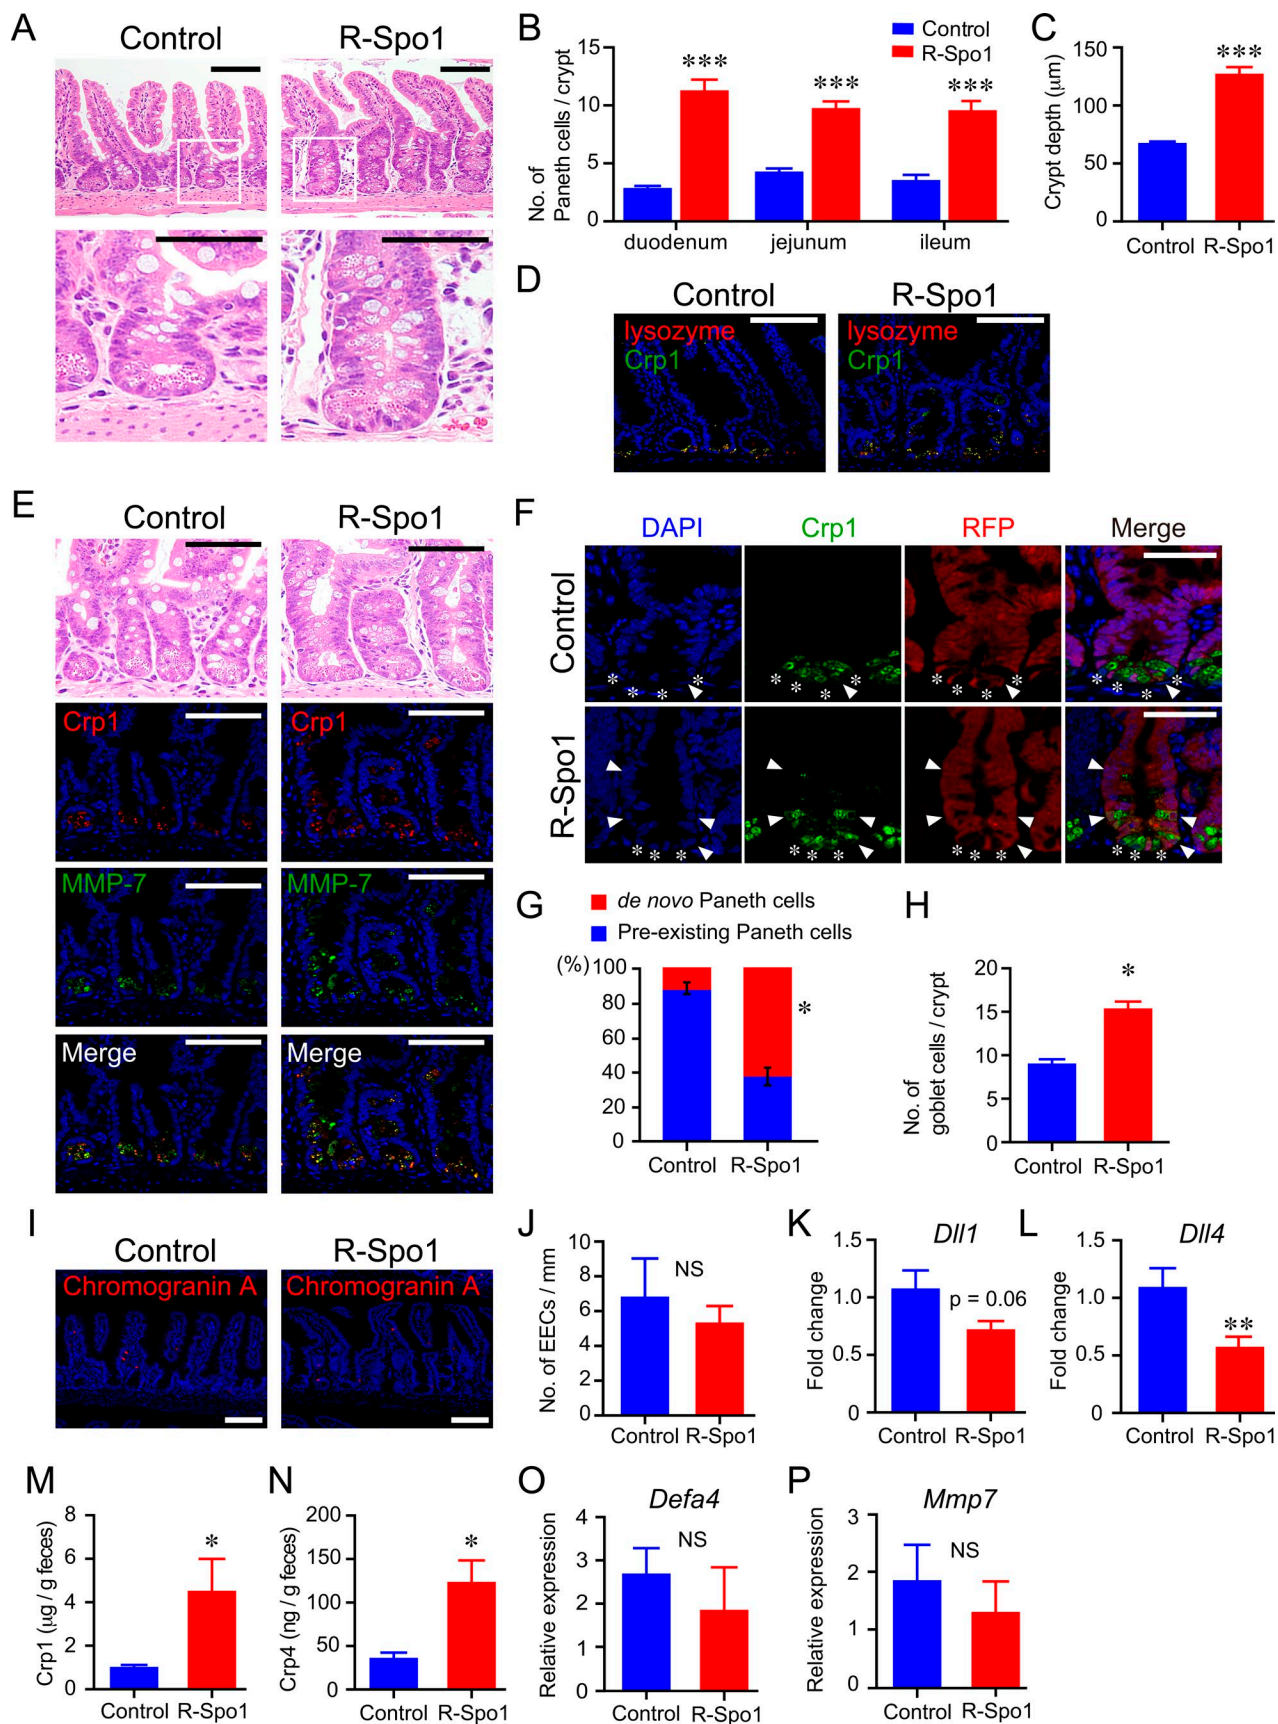 A
Control
R-Spo1
B
Control
R-Spo1
No. of
Paneth cells / crypt
15
10
5
0
***
***
***
duodenum
jejunum
ileum
C
Crypt depth (µm)
150
100
50
0
***
Control
R-Spo1
D
Control
R-Spo1
lysozyme
Crp1
lysozyme
Crp1
E
Control
R-Spo1
Crp1
Crp1
MMP-7
MMP-7
Merge
Merge
F
DAPI
Crp1
RFP
Merge
Control
* * * * *
* * * * *
* * * * *
* * * * *
R-Spo1
* * * *
* * * *
* * * *
* * * *
G
de novo Paneth cells
Pre-existing Paneth cells
(%)
100
80
60
40
20
0
*
Control
R-Spo1
H
No. of
goblet cells / crypt
20
15
10
5
0
*
Control
R-Spo1
I
Control
R-Spo1
Chromogranin A
Chromogranin A
J
No. of EECs / mm
10
8
6
4
2
0
NS
Control
R-Spo1
K
Dll1
Fold change
1.5
1.0
0.5
0
p = 0.06
Control
R-Spo1
L
Dll4
Fold change
1.5
1.0
0.5
0
**
Control
R-Spo1
M
Crp1 (µg / g feces)
8
6
4
2
0
*
Control
R-Spo1
N
Crp4 (ng / g feces)
200
150
100
50
0
*
Control
R-Spo1
O
Defa4
Relative expression
4
3
2
1
0
NS
Control
R-Spo1
P
Mmp7
Relative expression
3
2
1
0
NS
Control
R-Spo1